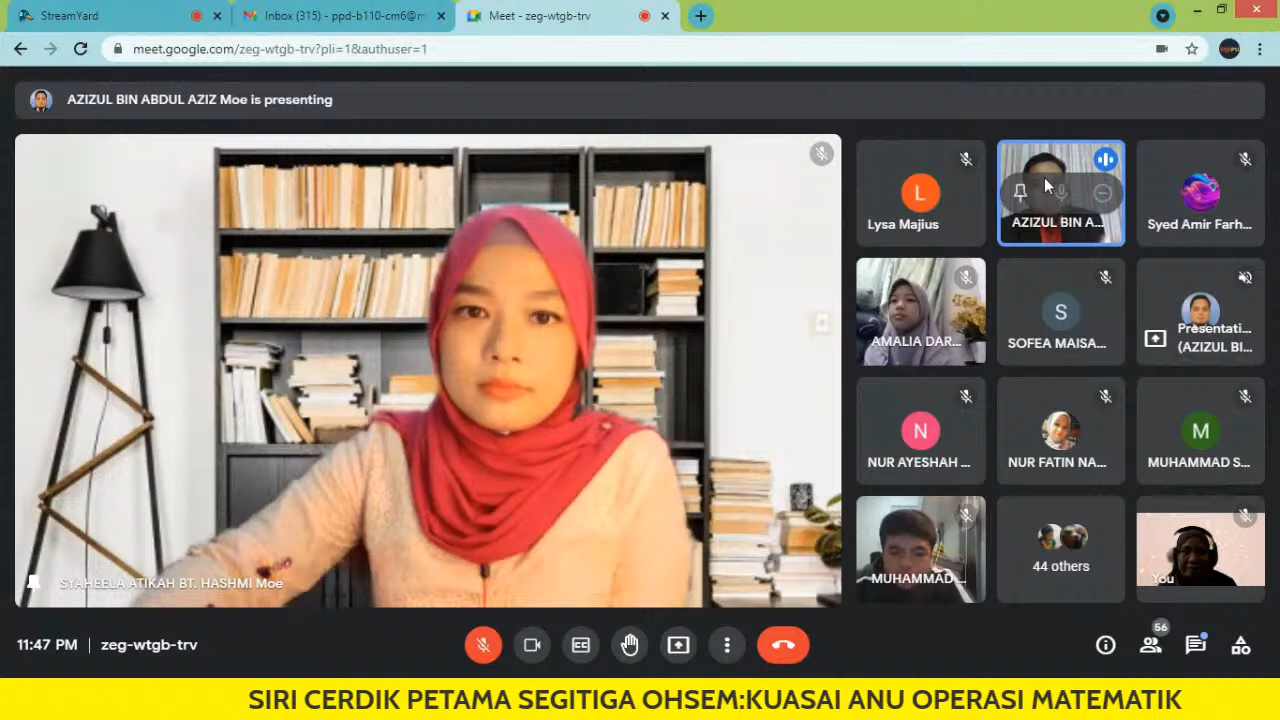 StreamYard
Inbox (315) - ppd-b110-cm6@m
Meet - zeg-wtgb-trv
meet.google.com/zeg-wtgb-trv?pli=1&authuser=1
AZIZUL BIN ABDUL AZIZ Moe is presenting
Lysa Majius
AZIZUL BIN A...
Syed Amir Farh...
AMALIA DAR...
S
SOFEA MAISA...
Presentati...
(AZIZUL BI...
L
N
NUR AYESHAH ...
NUR FATIN NA...
M
MUHAMMAD S...
MUHAMMAD ...
44 others
You
SYAHEELA ATIKAH BT. HASHMI Moe
11:47 PM | zeg-wtgb-trv
56
SIRI CERDIK PETAMA SEGITIGA OHSEM:KUASAI ANU OPERASI MATEMATIK